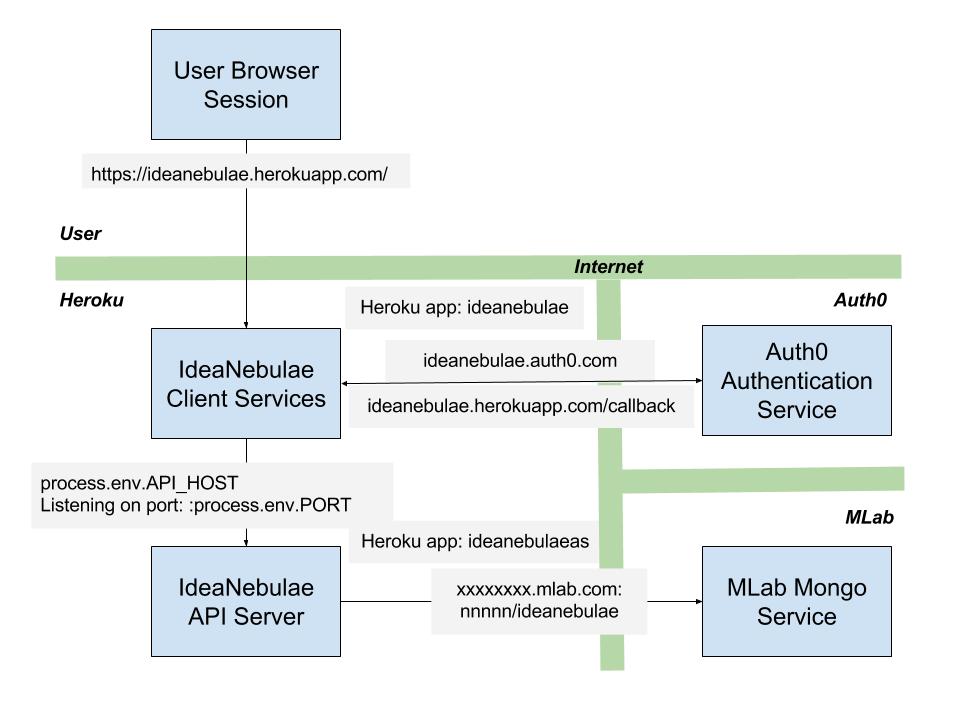 User Browser
Session
https://ideanebulae.herokuapp.com/
User
Internet
Heroku
Auth0
Heroku app: ideanebulae
IdeaNebulae
Client Services
ideanebulae.auth0.com
ideanebulae.herokuapp.com/callback
Auth0
Authentication
Service
process.env.API_HOST
Listening on port: :process.env.PORT
MLab
Heroku app: ideanebulaeas
IdeaNebulae
API Server
xxxxxxxx.mlab.com:
nnnnn/ideanebulae
MLab Mongo
Service